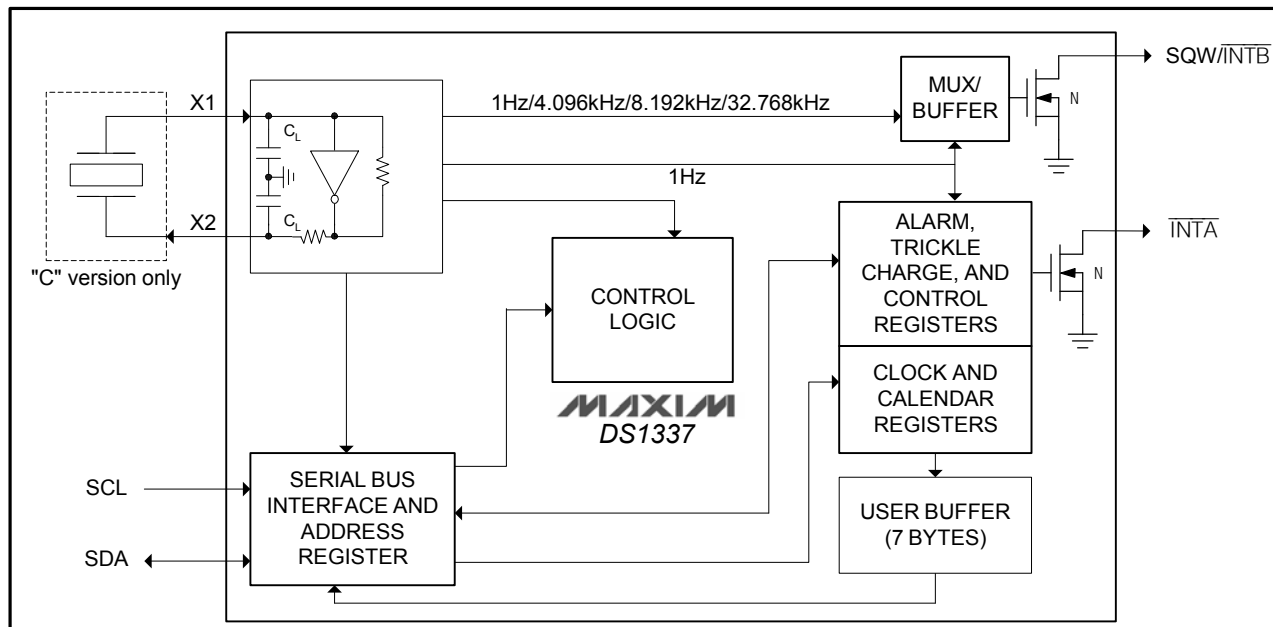 SQW/INTB
MUX/
BUFFER
N
1Hz/4.096kHz/8.192kHz/32.768kHz
X1
CL
1Hz
X2
CL
"C" version only
ALARM,
TRICKLE
CHARGE, AND
CONTROL
REGISTERS
INTA
N
CONTROL
LOGIC
MAXIM
DS1337
CLOCK AND
CALENDAR
REGISTERS
SCL
SDA
SERIAL BUS
INTERFACE AND
ADDRESS
REGISTER
USER BUFFER
(7 BYTES)